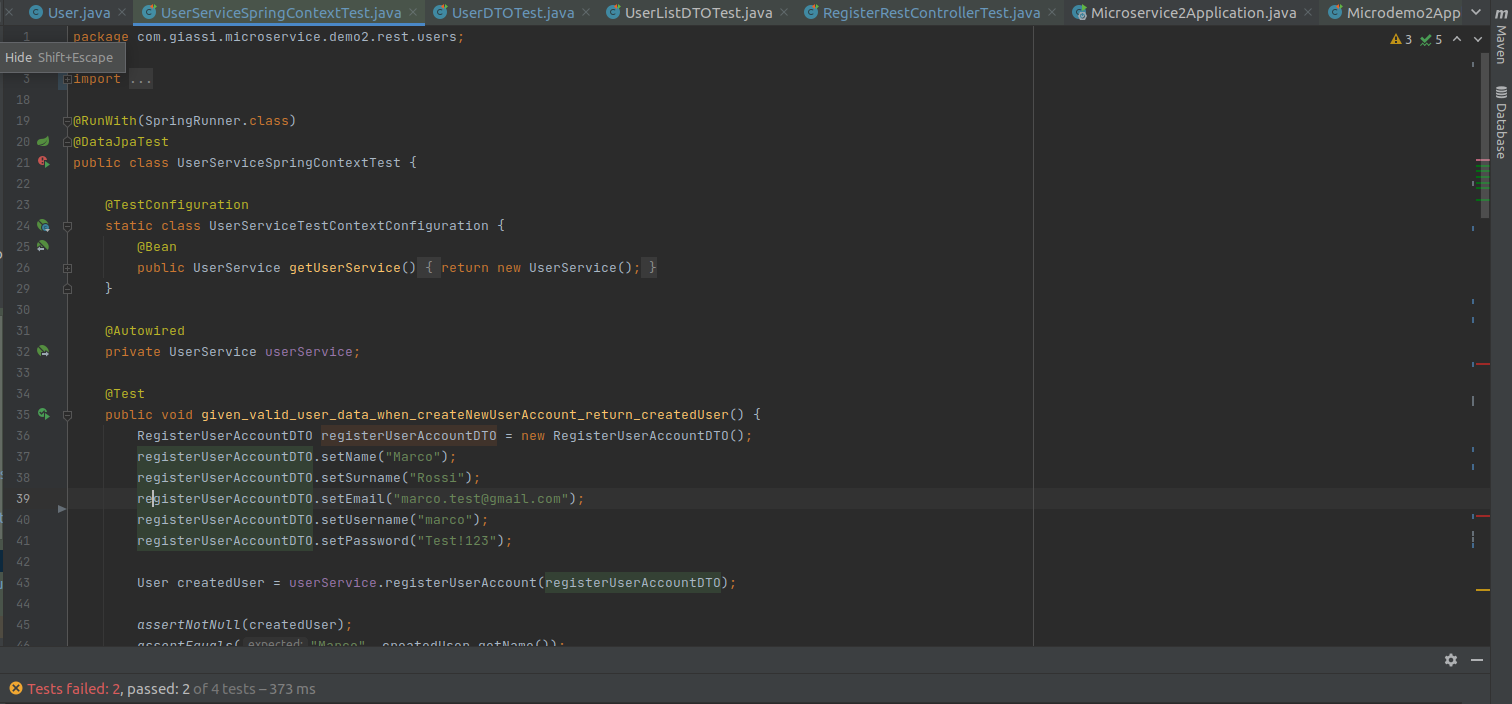 User.java UserServiceSpringContextTest.java UserDTOTest.java UserListDTOTest.java RegisterRestControllerTest.java Microservice2Application.java Microdemo2App
Hide Shift+Escape
3 5
Maven
Database
1 package com.giassi.microservice.demo2.rest.users;
3 import ...
18
19 @RunWith(SpringRunner.class)
20 @DataJpaTest
21 public class UserServiceSpringContextTest {
22
23 @TestConfiguration
24 static class UserServiceTestContextConfiguration {
25 @Bean
26 public UserService getUserService() { return new UserService(); }
29 }
30
31 @Autowired
32 private UserService userService;
33
34 @Test
35 public void given_valid_user_data_when_createNewUserAccount_return_createdUser() {
36 RegisterUserAccountDTO registerUserAccountDTO = new RegisterUserAccountDTO();
37 registerUserAccountDTO.setName("Marco");
38 registerUserAccountDTO.setSurname("Rossi");
39 registerUserAccountDTO.setEmail("marco.test@gmail.com");
40 registerUserAccountDTO.setUsername("marco");
41 registerUserAccountDTO.setPassword("Test!123");
42
43 User createdUser = userService.registerUserAccount(registerUserAccountDTO);
44
45 assertNotNull(createdUser);
46 assertEquals( expected: "Marco", createdUser.getName());
Tests failed: 2, passed: 2 of 4 tests – 373 ms